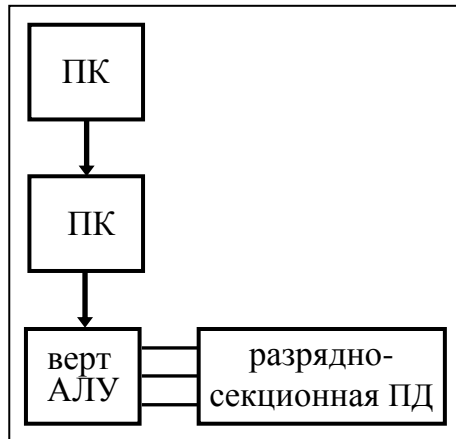 ПК
ПК
верт
АЛУ
разрядно-
секционная ПД